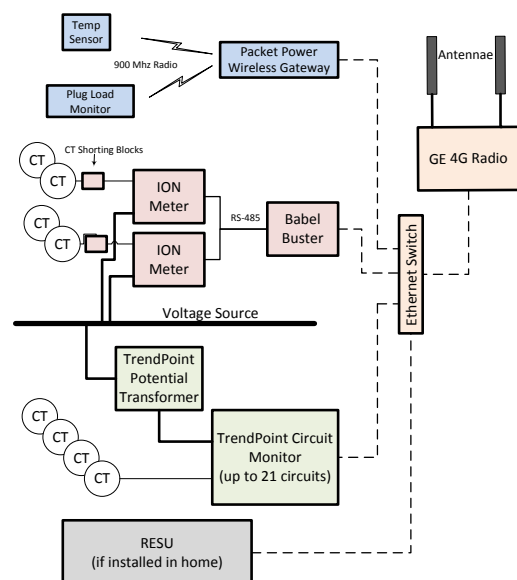 Temp
Sensor
900 Mhz Radio
Plug Load
Monitor
Packet Power
Wireless Gateway
Antennae
GE 4G Radio
CT Shorting Blocks
CT
CT
ION
Meter
CT
CT
ION
Meter
RS-485
Babel
Buster
Ethernet Switch
Voltage Source
TrendPoint
Potential
Transformer
CT
CT
CT
CT
TrendPoint Circuit
Monitor
(up to 21 circuits)
RESU
(if installed in home)